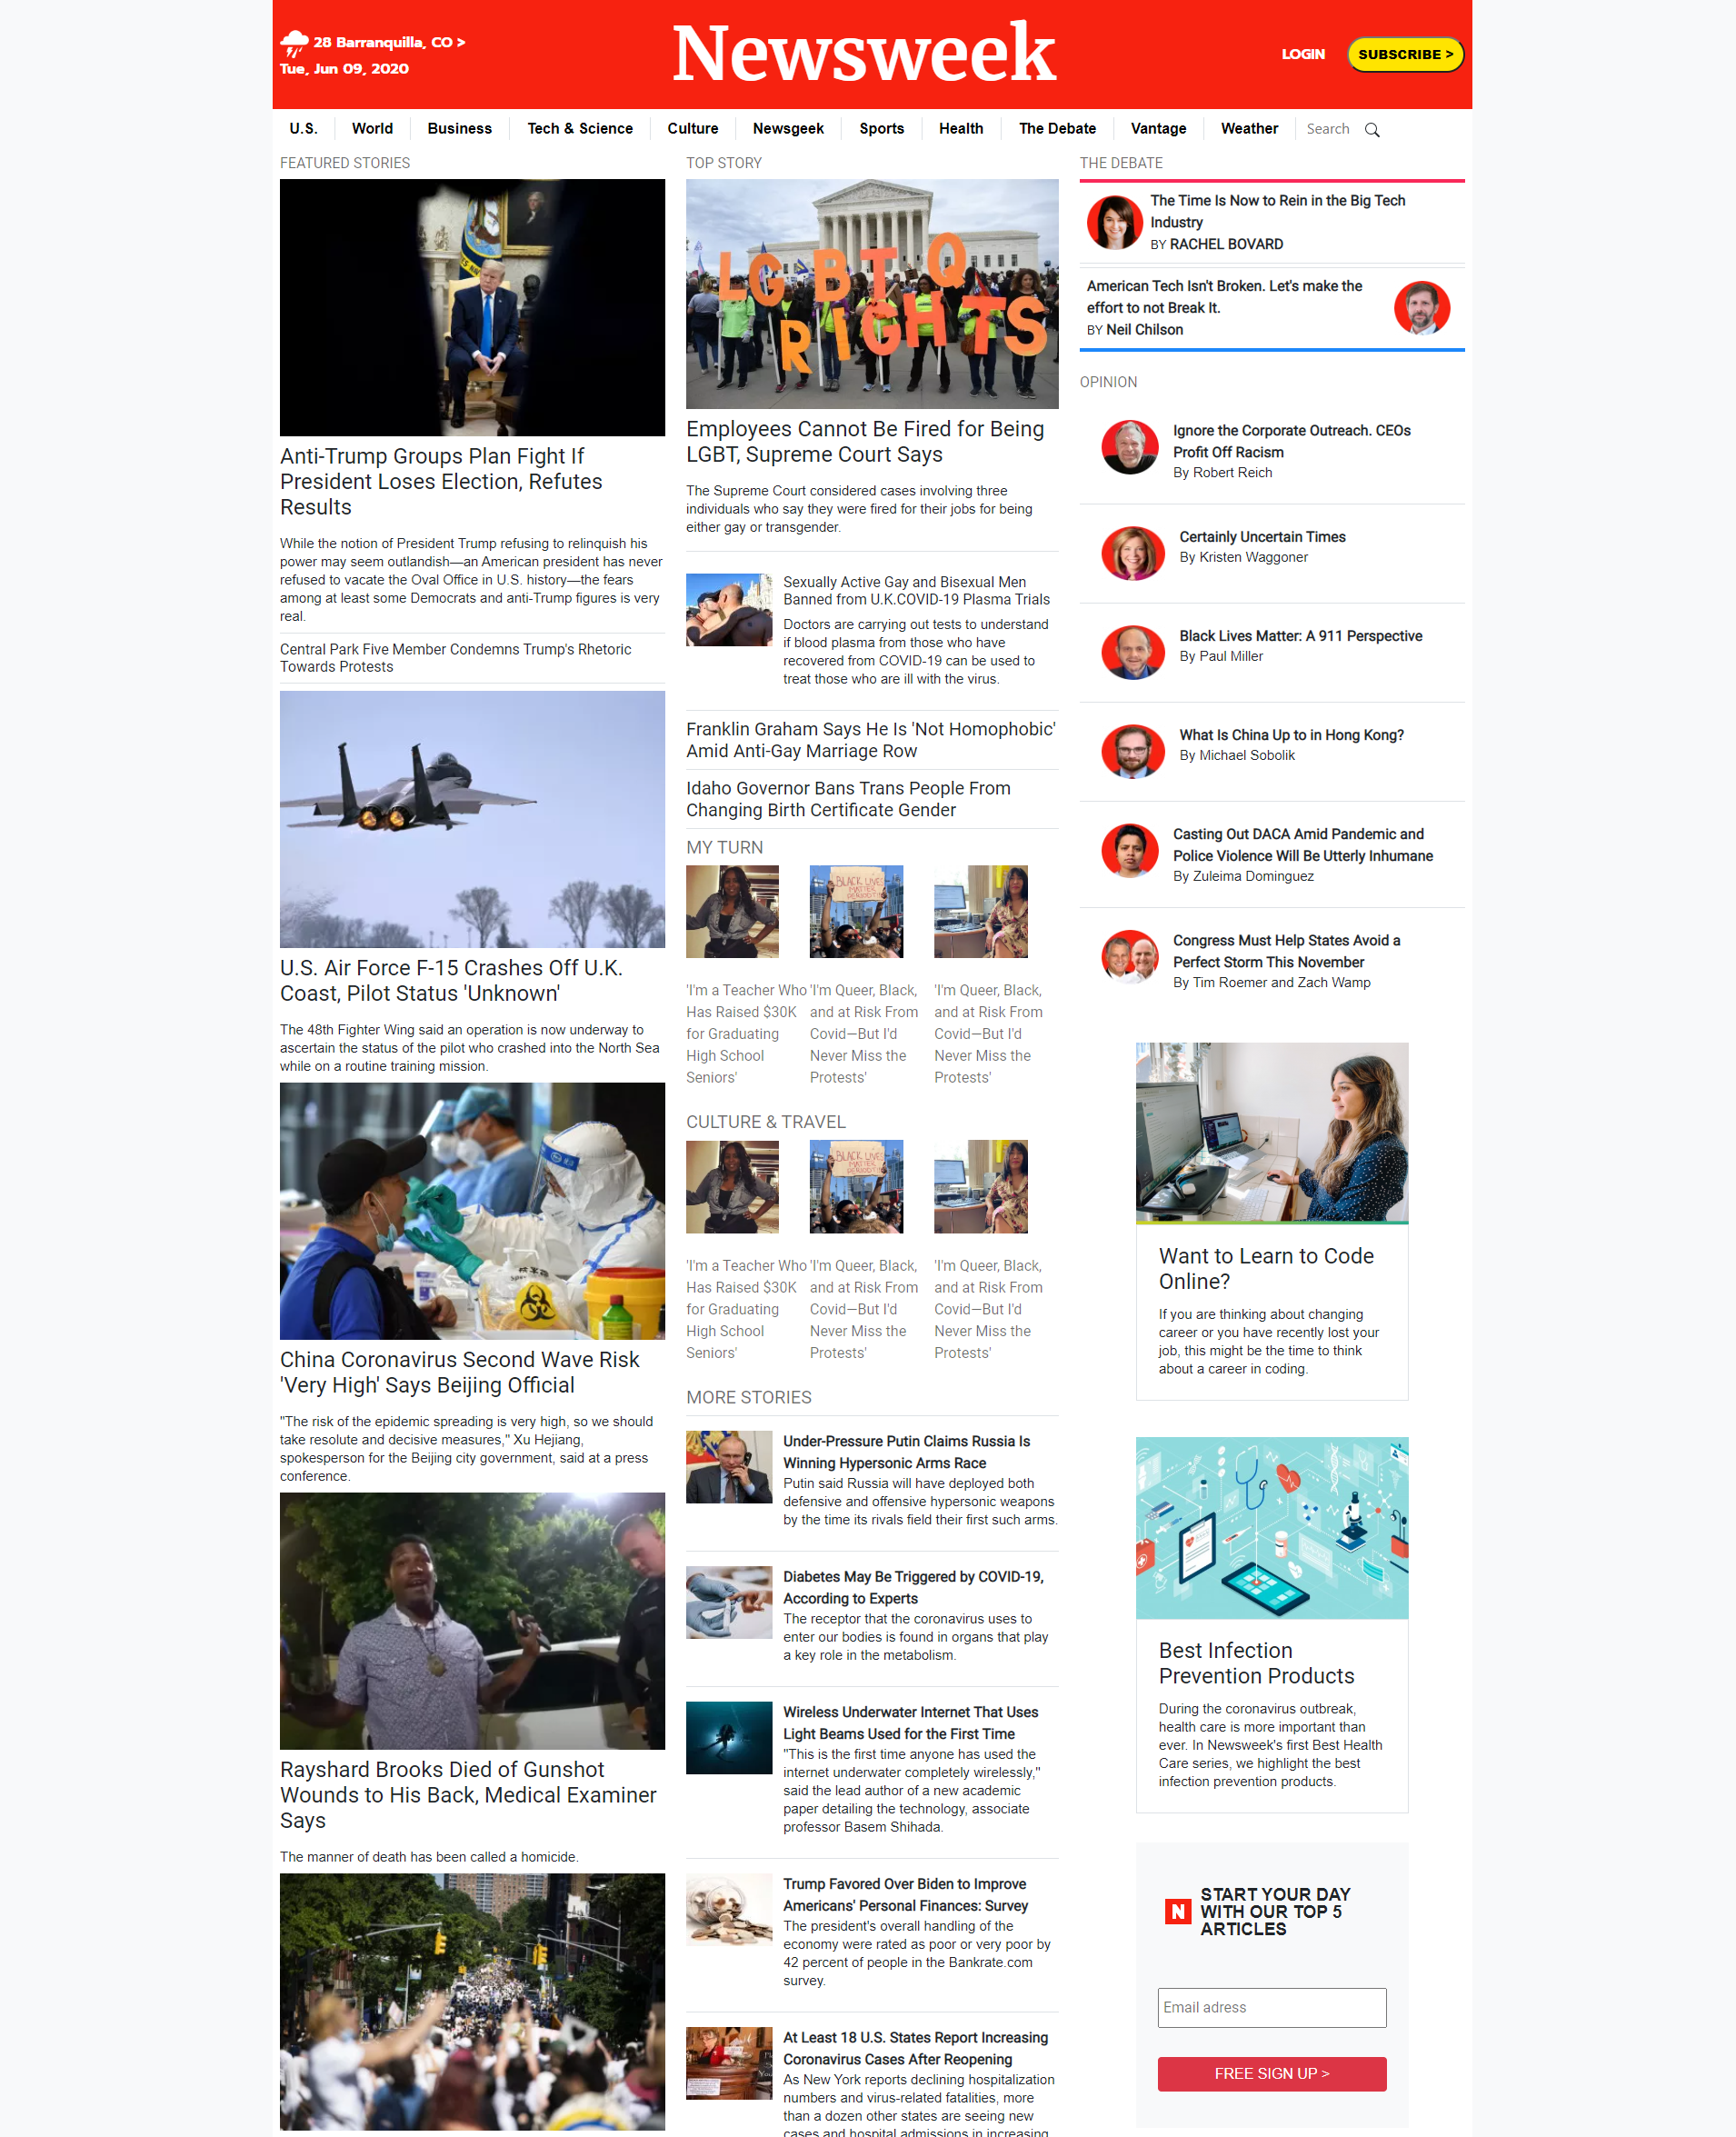 28 Barranquilla, CO >
Tue, Jun 09, 2020
Newsweek
LOGIN
SUBSCRIBE >
U.S.
World
Business
Tech & Science
Culture
Newsgeek
Sports
Health
The Debate
Vantage
Weather
Search
FEATURED STORIES
Anti-Trump Groups Plan Fight If
President Loses Election, Refutes
Results
While the notion of President Trump refusing to relinquish his
power may seem outlandish—an American president has never
refused to vacate the Oval Office in U.S. history—the fears
among at least some Democrats and anti-Trump figures is very
real.
Central Park Five Member Condemns Trump's Rhetoric
Towards Protests
U.S. Air Force F-15 Crashes Off U.K.
Coast, Pilot Status 'Unknown'
The 48th Fighter Wing said an operation is now underway to
ascertain the status of the pilot who crashed into the North Sea
while on a routine training mission.
China Coronavirus Second Wave Risk
'Very High' Says Beijing Official
"The risk of the epidemic spreading is very high, so we should
take resolute and decisive measures," Xu Hejiang,
spokesperson for the Beijing city government, said at a press
conference.
Rayshard Brooks Died of Gunshot
Wounds to His Back, Medical Examiner
Says
The manner of death has been called a homicide.
TOP STORY
LGBTQ
RIGHTS
Employees Cannot Be Fired for Being
LGBT, Supreme Court Says
The Supreme Court considered cases involving three
individuals who say they were fired for their jobs for being
either gay or transgender.
Sexually Active Gay and Bisexual Men
Banned from U.K.COVID-19 Plasma Trials
Doctors are carrying out tests to understand
if blood plasma from those who have
recovered from COVID-19 can be used to
treat those who are ill with the virus.
Franklin Graham Says He Is 'Not Homophobic'
Amid Anti-Gay Marriage Row
Idaho Governor Bans Trans People From
Changing Birth Certificate Gender
MY TURN
BLACK LIVES
MATTER
PERIODT!!
'I'm a Teacher Who
Has Raised $30K
for Graduating
High School
Seniors'
'I'm Queer, Black,
and at Risk From
Covid—But I'd
Never Miss the
Protests'
'I'm Queer, Black,
and at Risk From
Covid—But I'd
Never Miss the
Protests'
CULTURE & TRAVEL
BLACK LIVES
MATTER
PERIODT!!
'I'm a Teacher Who
Has Raised $30K
for Graduating
High School
Seniors'
'I'm Queer, Black,
and at Risk From
Covid—But I'd
Never Miss the
Protests'
'I'm Queer, Black,
and at Risk From
Covid—But I'd
Never Miss the
Protests'
MORE STORIES
Under-Pressure Putin Claims Russia Is
Winning Hypersonic Arms Race
Putin said Russia will have deployed both
defensive and offensive hypersonic weapons
by the time its rivals field their first such arms.
Diabetes May Be Triggered by COVID-19,
According to Experts
The receptor that the coronavirus uses to
enter our bodies is found in organs that play
a key role in the metabolism.
Wireless Underwater Internet That Uses
Light Beams Used for the First Time
"This is the first time anyone has used the
internet underwater completely wirelessly,"
said the lead author of a new academic
paper detailing the technology, associate
professor Basem Shihada.
Trump Favored Over Biden to Improve
Americans' Personal Finances: Survey
The president's overall handling of the
economy were rated as poor or very poor by
42 percent of people in the Bankrate.com
survey.
At Least 18 U.S. States Report Increasing
Coronavirus Cases After Reopening
As New York reports declining hospitalization
numbers and virus-related fatalities, more
than a dozen other states are seeing new
cases and hospital admissions in increasing
THE DEBATE
The Time Is Now to Rein in the Big Tech
Industry
BY RACHEL BOVARD
American Tech Isn't Broken. Let's make the
effort to not Break It.
BY Neil Chilson
OPINION
Ignore the Corporate Outreach. CEOs
Profit Off Racism
By Robert Reich
Certainly Uncertain Times
By Kristen Waggoner
Black Lives Matter: A 911 Perspective
By Paul Miller
What Is China Up to in Hong Kong?
By Michael Sobolik
Casting Out DACA Amid Pandemic and
Police Violence Will Be Utterly Inhumane
By Zuleima Dominguez
Congress Must Help States Avoid a
Perfect Storm This November
By Tim Roemer and Zach Wamp
Want to Learn to Code
Online?
If you are thinking about changing
career or you have recently lost your
job, this might be the time to think
about a career in coding.
Best Infection
Prevention Products
During the coronavirus outbreak,
health care is more important than
ever. In Newsweek's first Best Health
Care series, we highlight the best
infection prevention products.
N
START YOUR DAY
WITH OUR TOP 5
ARTICLES
Email adress
FREE SIGN UP >